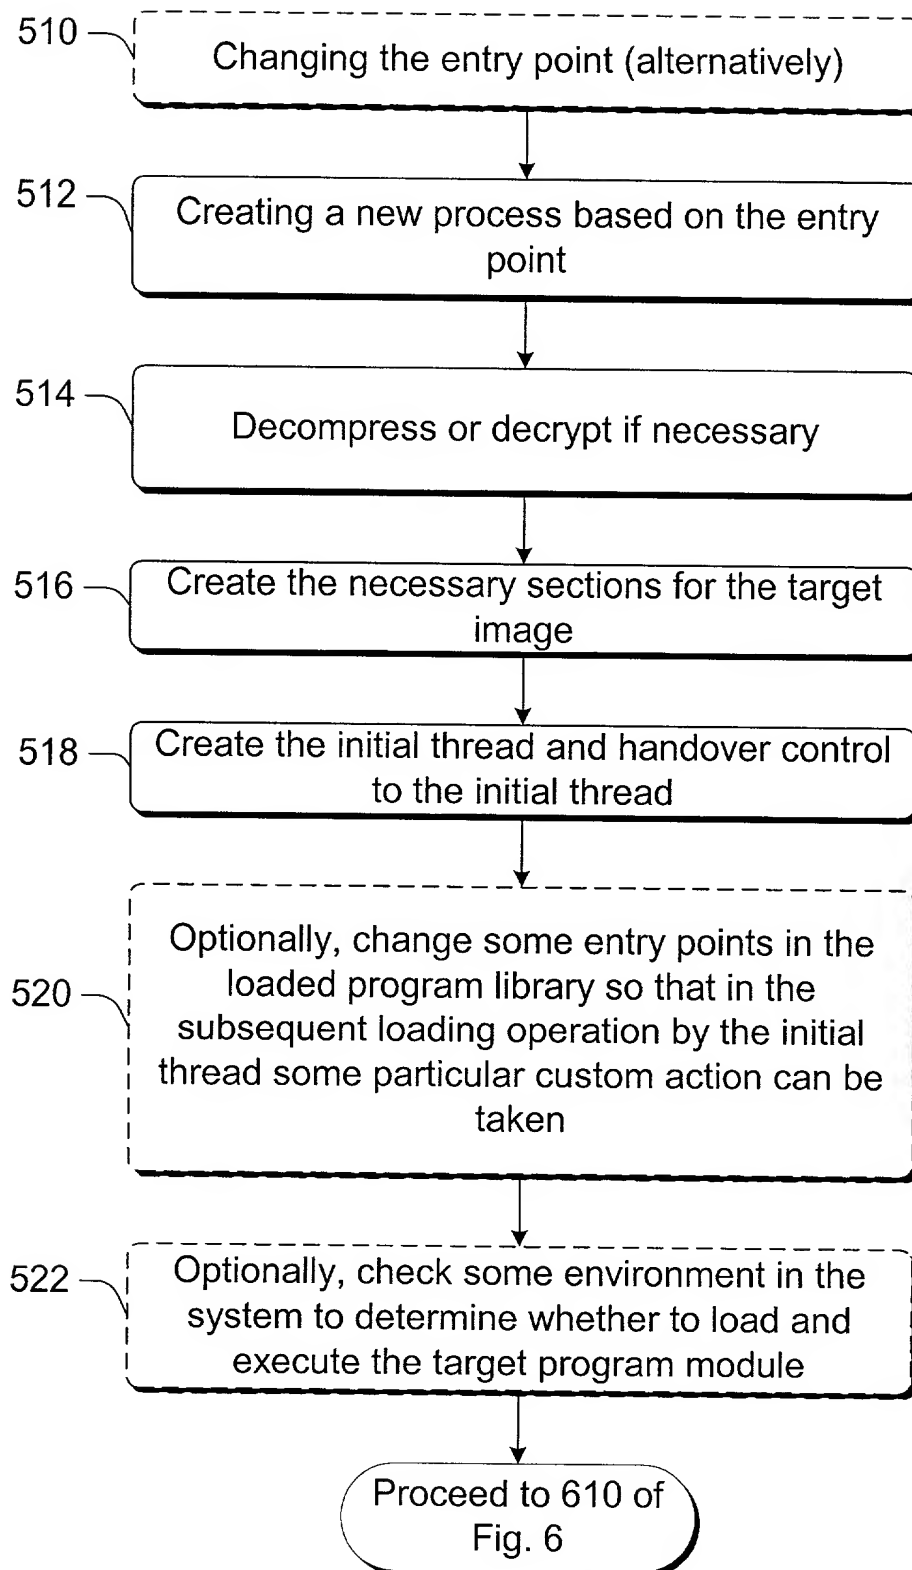 510
Changing the entry point (alternatively)
512
Creating a new process based on the entry
point
514
Decompress or decrypt if necessary
516
Create the necessary sections for the target
image
518
Create the initial thread and handover control
to the initial thread
520
Optionally, change some entry points in the
loaded program library so that in the
subsequent loading operation by the initial
thread some particular custom action can be
taken
522
Optionally, check some environment in the
system to determine whether to load and
execute the target program module
Proceed to 610 of
Fig. 6